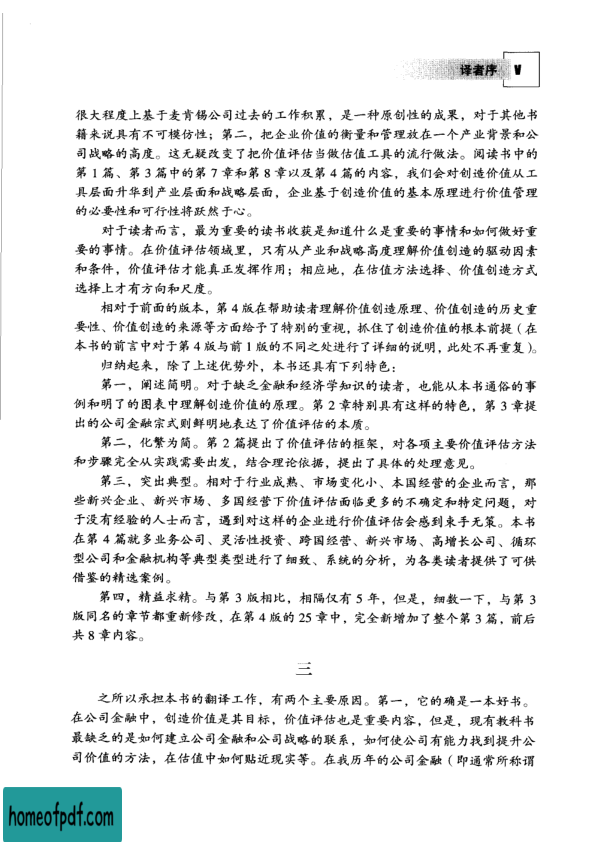 译者序 V
很大程度上基于麦肯锡公司过去的工作积累，是一种原创性的成果，对于其他书
籍来说具有不可模仿性；第二，把企业价值的衡量和管理放在一个产业背景和公
司战略的高度。这无疑改变了把价值评估当做估值工具的流行做法。阅读书中的
第 1 篇、第 3 篇中的第 7 章和第 8 章以及第 4 篇的内容，我们会对创造价值从工
具层面升华到产业层面和战略层面，企业基于创造价值的基本原理进行价值管理
的必要性和可行性将跃然于心。
对于读者而言，最为重要的读书收获是知道什么是重要的事情和如何做好重
要的事情。在价值评估领域里，只有从产业和战略高度理解价值创造的驱动因素
和条件，价值评估才能真正发挥作用；相应地，在估值方法选择、价值创造方式
选择上才有方向和尺度。
相对于前面的版本，第 4 版在帮助读者理解价值创造原理、价值创造的历史重
要性、价值创造的来源等方面给予了特别的重视，抓住了创造价值的根本前提（在
本书的前言中对于第 4 版与前 1 版的不同之处进行了详细的说明，此处不再重复）。
归纳起来，除了上述优势外，本书还具有下列特色：
第一，阐述简明。对于缺乏金融和经济学知识的读者，也能从本书通俗的事
例和明了的图表中理解创造价值的原理。第 2 章特别具有这样的特色，第 3 章提
出的公司金融宗式则鲜明地表达了价值评估的本质。
第二，化繁为简。第 2 篇提出了价值评估的框架，对各项主要价值评估方法
和步骤完全从实践需要出发，结合理论依据，提出了具体的处理意见。
第三，突出典型。相对于行业成熟、市场变化小、本国经营的企业而言，那
些新兴企业、新兴市场、多国经营下价值评估面临更多的不确定和特定问题，对
于没有经验的人士而言，遇到对这样的企业进行价值评估会感到束手无策。本书
在第 4 篇就多业务公司、灵活性投资、跨国经营、新兴市场、高增长公司、循环
型公司和金融机构等典型类型进行了细致、系统的分析，为各类读者提供了可供
借鉴的精选案例。
第四，精益求精。与第 3 版相比，相隔仅有 5 年，但是，细数一下，与第 3
版同名的章节都重新修改，在第 4 版的 25 章中，完全新增加了整个第 3 篇，前后
共 8 章内容。
三
之所以承担本书的翻译工作，有两个主要原因。第一，它的确是一本好书。
在公司金融中，创造价值是其目标，价值评估也是重要内容，但是，现有教科书
最缺乏的是如何建立公司金融和公司战略的联系，如何使公司有能力找到提升公
司价值的方法，在估值中如何贴近现实等。在我历年的公司金融（即通常所称谓
homeofpdf.com